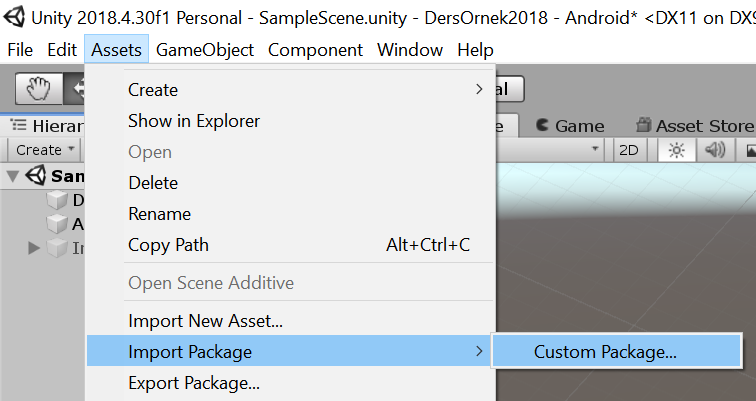 Unity 2018.4.30f1 Personal - SampleScene.unity - DersOrnek2018 - Android* <DX11 on DX9
File Edit Assets GameObject Component Window Help
Create
Show in Explorer
Open
Delete
Rename
Copy Path Alt+Ctrl+C
Open Scene Additive
Import New Asset...
Import Package
Custom Package...
Export Package...
Game Asset Store
Create 2D